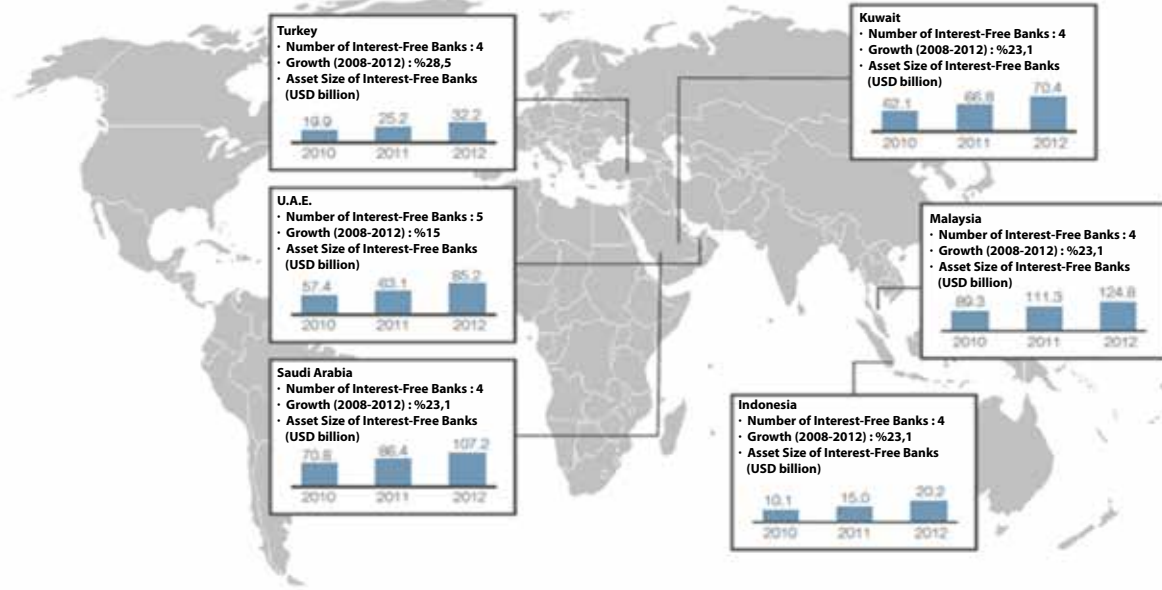 Turkey
· Number of Interest-Free Banks : 4
· Growth (2008-2012) : %28,5
· Asset Size of Interest-Free Banks
(USD billion)
19.9 25.2 32.2
2010 2011 2012
U.A.E.
· Number of Interest-Free Banks : 5
· Growth (2008-2012) : %15
· Asset Size of Interest-Free Banks
(USD billion)
57.4 63.1 85.2
2010 2011 2012
Saudi Arabia
· Number of Interest-Free Banks : 4
· Growth (2008-2012) : %23,1
· Asset Size of Interest-Free Banks
(USD billion)
70.8 86.4 107.2
2010 2011 2012
Kuwait
· Number of Interest-Free Banks : 4
· Growth (2008-2012) : %23,1
· Asset Size of Interest-Free Banks
(USD billion)
62.1 66.8 70.4
2010 2011 2012
Malaysia
· Number of Interest-Free Banks : 4
· Growth (2008-2012) : %23,1
· Asset Size of Interest-Free Banks
(USD billion)
89.3 111.3 124.8
2010 2011 2012
Indonesia
· Number of Interest-Free Banks : 4
· Growth (2008-2012) : %23,1
· Asset Size of Interest-Free Banks
(USD billion)
10.1 15.0 20.2
2010 2011 2012